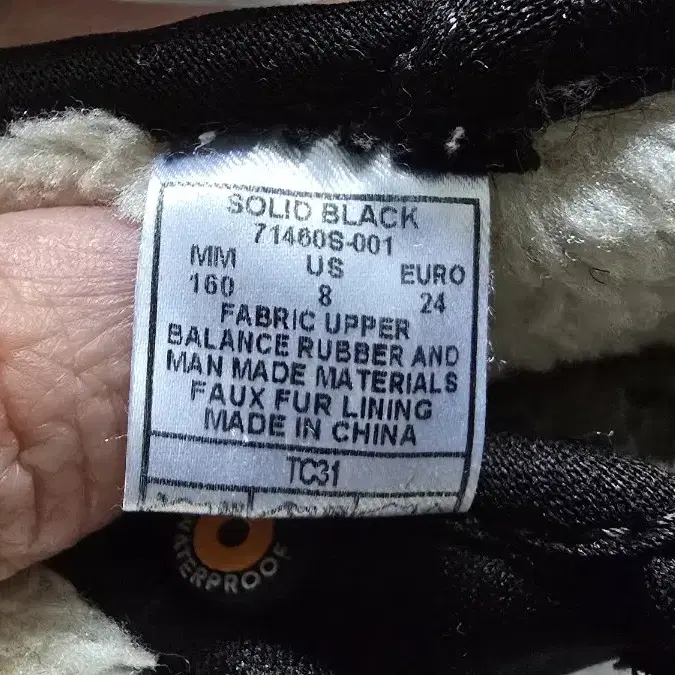 SOLID BLACK
71460S-001
MM US EURO
160 8 24
FABRIC UPPER
BALANCE RUBBER AND
MAN MADE MATERIALS
FAUX FUR LINING
MADE IN CHINA
TC31
WATERPROOF